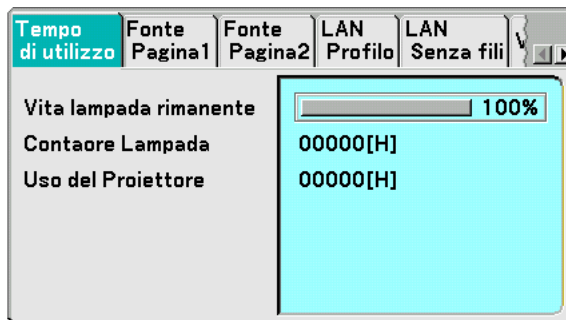 Tempo di utilizzo
Fonte Pagina1
Fonte Pagina2
LAN Profilo
LAN Senza fili
Vita lampada rimanente 100%
Contaore Lampada 00000[H]
Uso del Proiettore 00000[H]